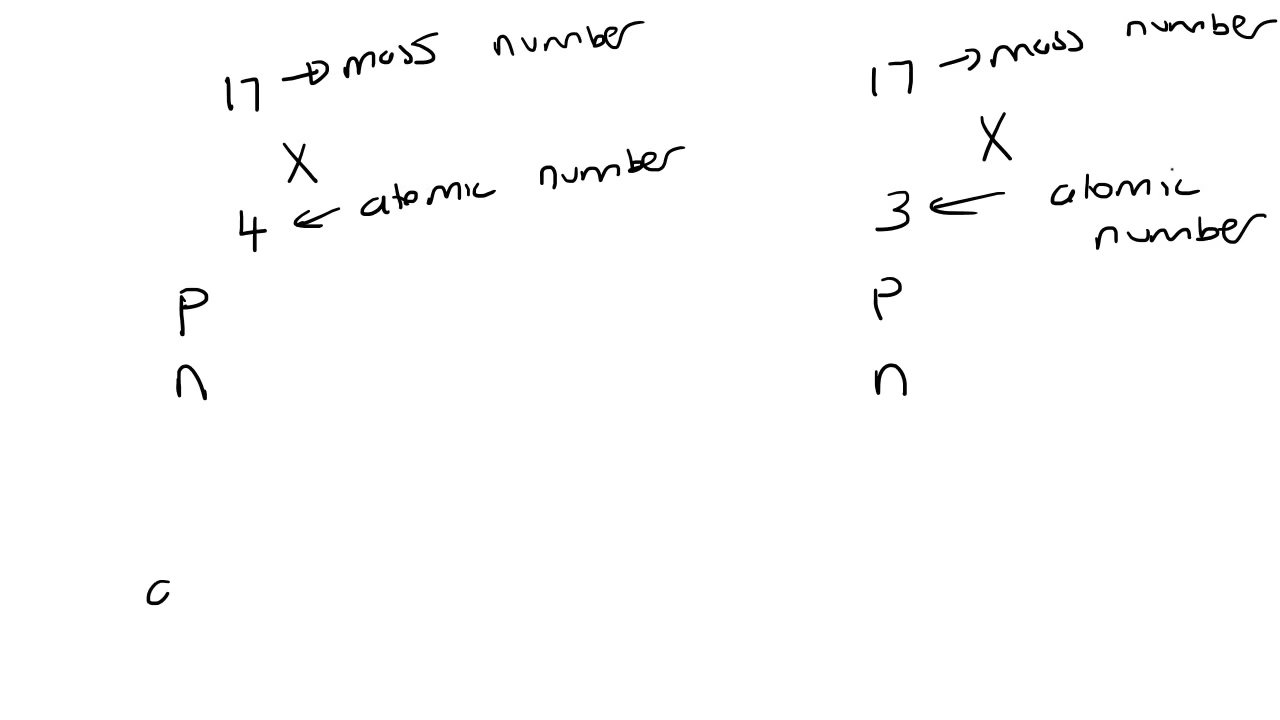 17 → mass number
X
4 ← atomic number
P
n
c
17 → mass number
X
3 ← atomic
number
P
n